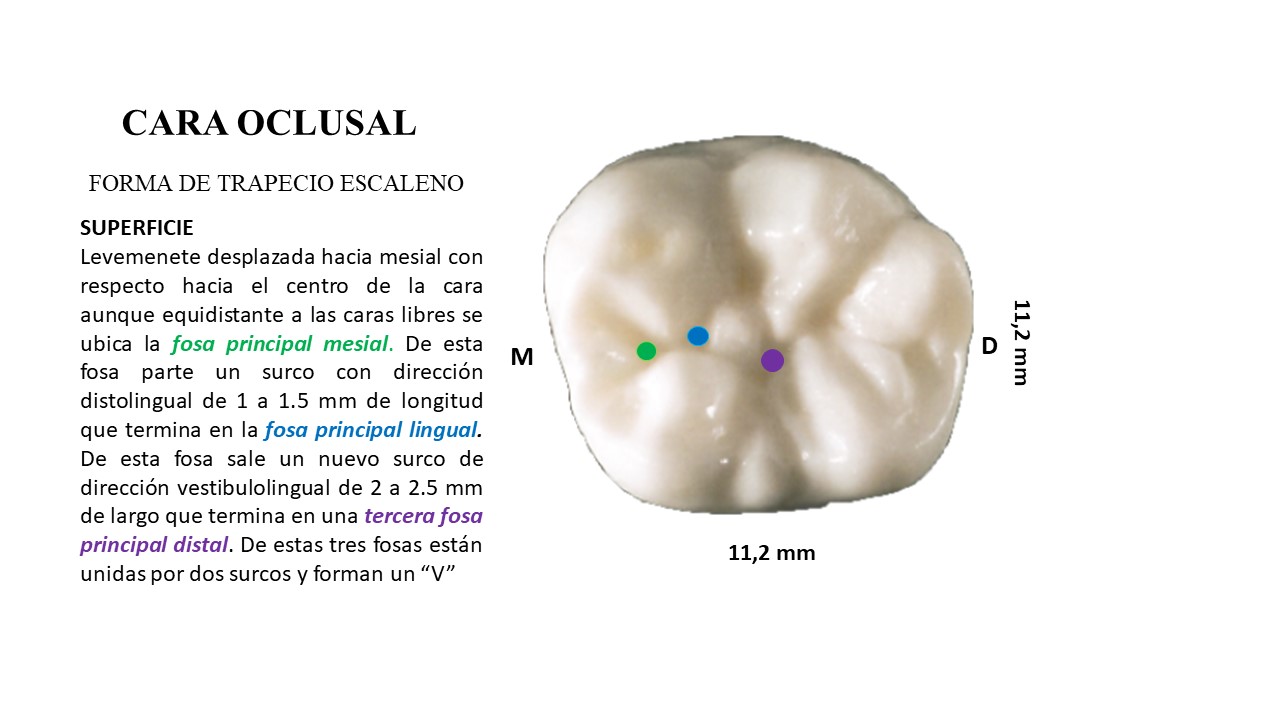 CARA OCLUSAL
FORMA DE TRAPECIO ESCALENO
SUPERFICIE
Levemenete desplazada hacia mesial con
respecto hacia el centro de la cara
aunque equidistante a las caras libres se
ubica la fosa principal mesial. De esta
fosa parte un surco con dirección
distolingual de 1 a 1.5 mm de longitud
que termina en la fosa principal lingual.
De esta fosa sale un nuevo surco de
dirección vestibulolingual de 2 a 2.5 mm
de largo que termina en una tercera fosa
principal distal. De estas tres fosas están
unidas por dos surcos y forman un “V”
M
D
11,2 mm
11,2 mm